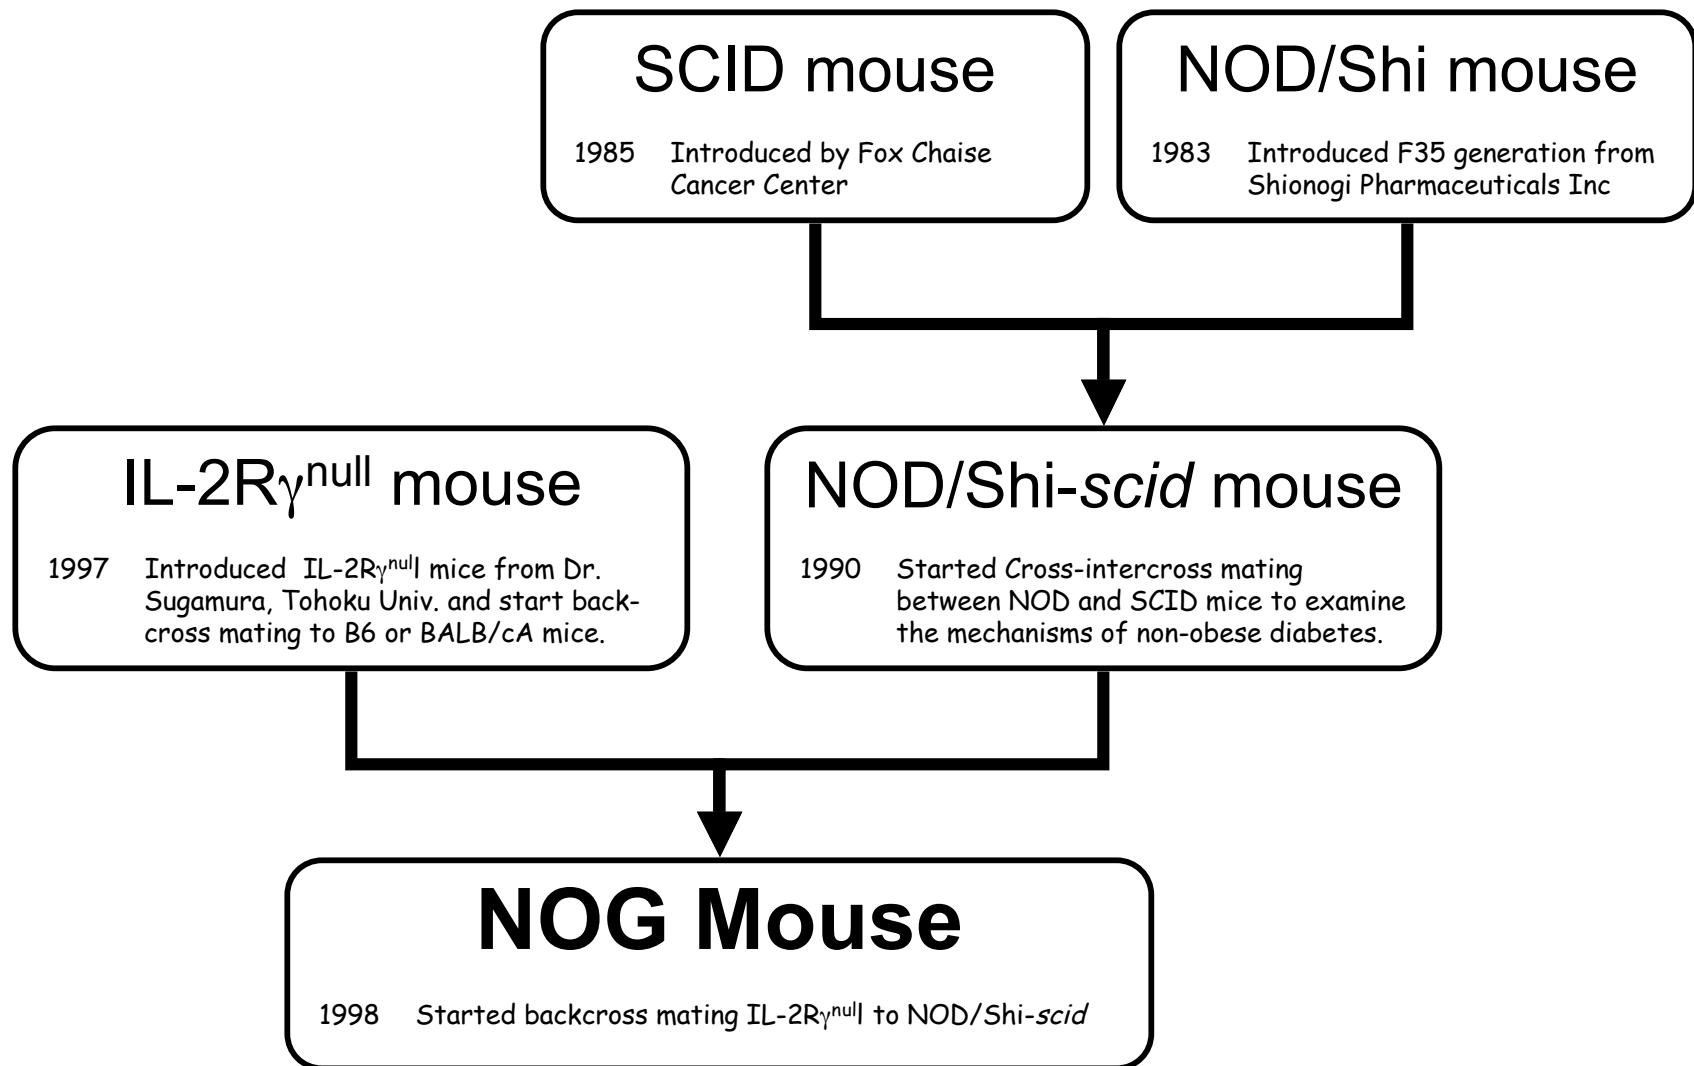 SCID mouse
1985 Introduced by Fox Chaise
Cancer Center
NOD/Shi mouse
1983 Introduced F35 generation from
Shionogi Pharmaceuticals Inc
IL-2Rγnull mouse
1997 Introduced IL-2Rγnull mice from Dr.
Sugamura, Tohoku Univ. and start back-
cross mating to B6 or BALB/cA mice.
NOD/Shi-scid mouse
1990 Started Cross-intercross mating
between NOD and SCID mice to examine
the mechanisms of non-obese diabetes.
NOG Mouse
1998 Started backcross mating IL-2Rγnull to NOD/Shi-scid